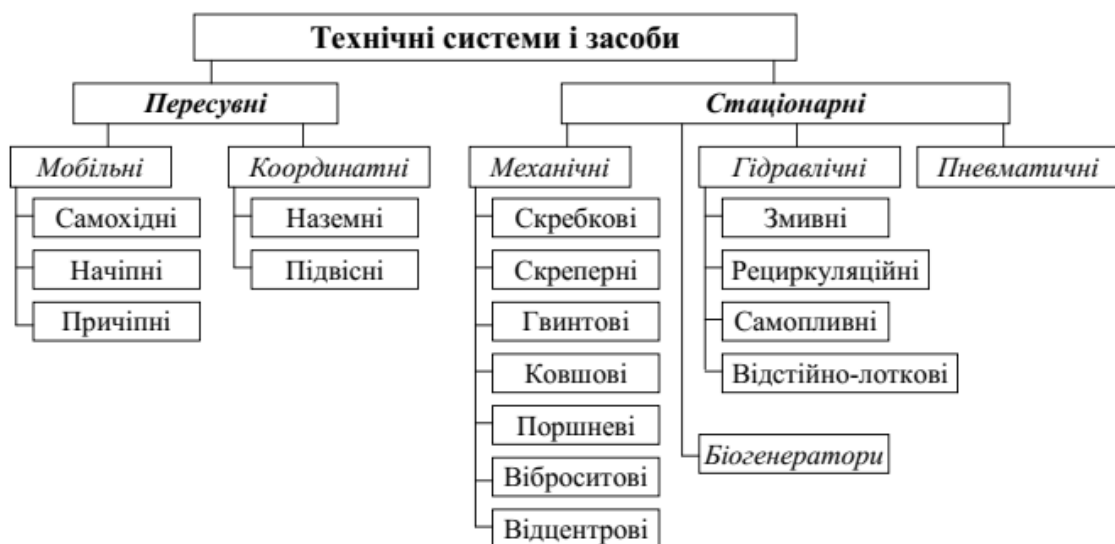 Технічні системи і засоби
Пересувні
Стаціонарні
Мобільні
Координатні
Механічні
Гідравлічні
Пневматичні
Самохідні
Наземні
Скребкові
Змивні
Начіпні
Підвісні
Скреперні
Рециркуляційні
Причіпні
Гвинтові
Самопливні
Ковшові
Відстійно-лоткові
Поршневі
Біогенератори
Віброситові
Відцентрові